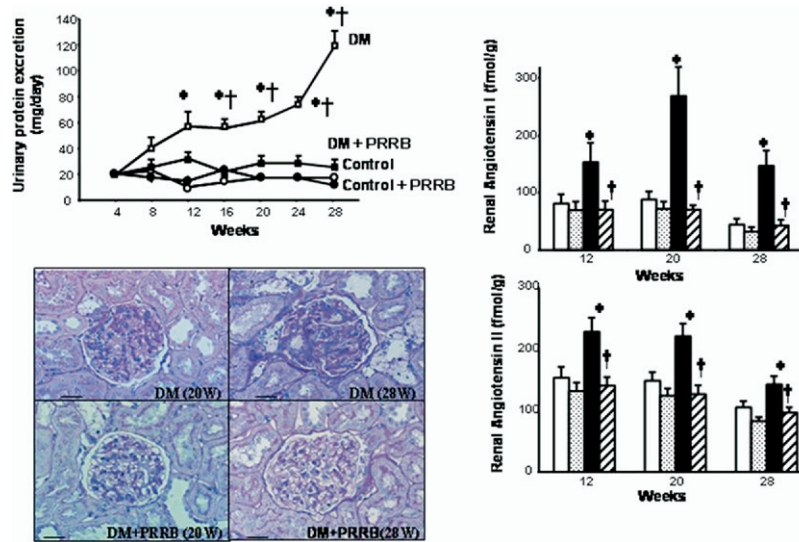 Urinary protein excretion
(mg/day)
140
120
100
80
60
40
20
0
*
*†
*†
*†
*†
DM
DM + PRRB
Control
Control + PRRB
4 8 12 16 20 24 28
Weeks
DM (20W)
DM (28W)
DM+PRRB (20W)
DM+PRRB(28W)
Renal Angiotensin I (fmol/g)
300
200
100
0
* † * † * †
12 20 28
Weeks
Renal Angiotensin II (fmol/g)
300
200
100
0
* † * † * †
12 20 28
Weeks